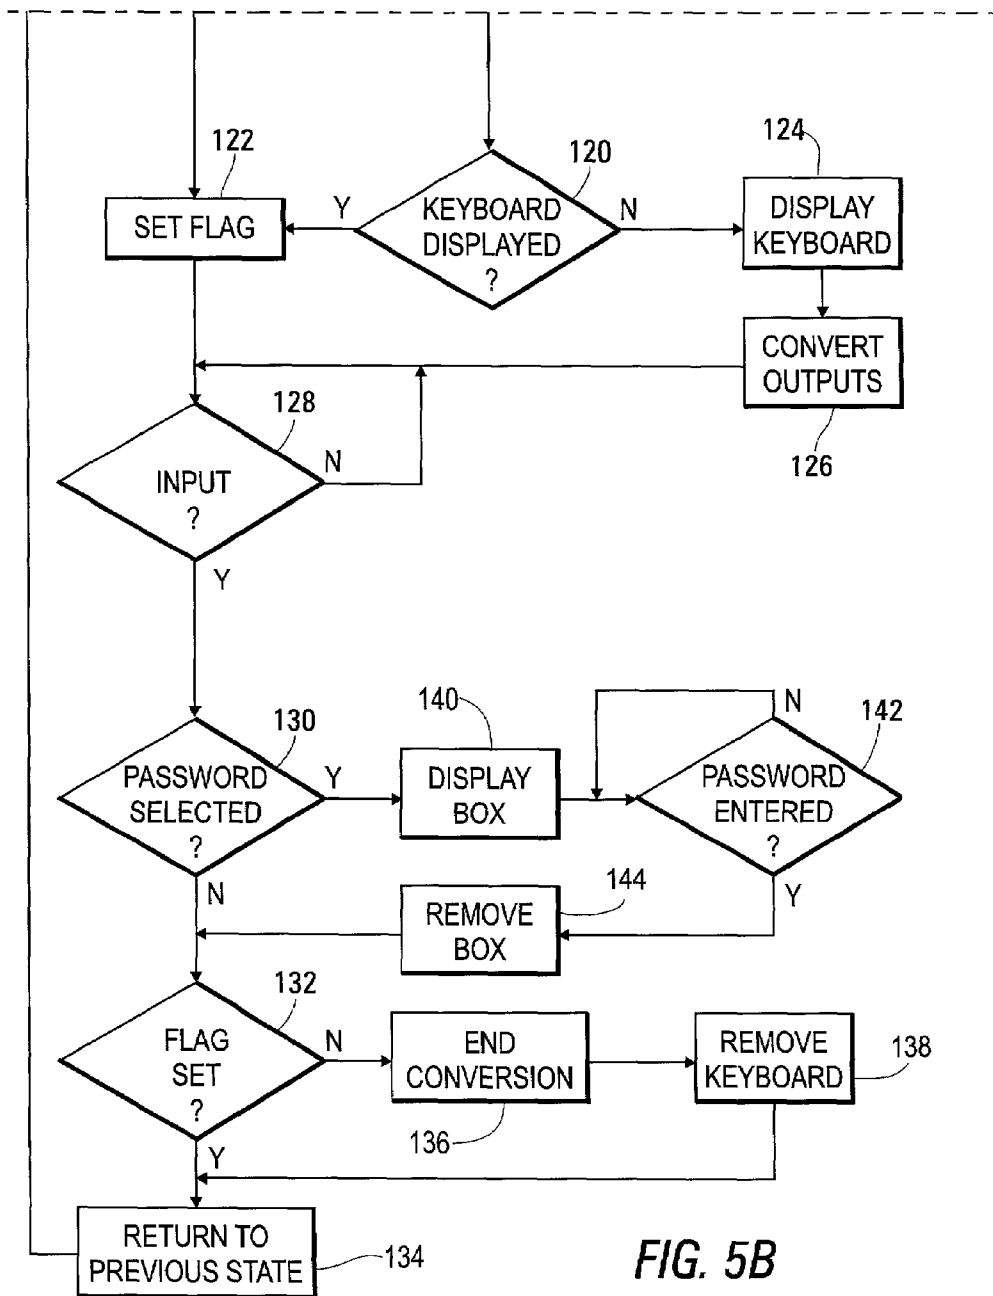 122
120
124
SET FLAG
Y
KEYBOARD
DISPLAYED
?
N
DISPLAY
KEYBOARD
CONVERT
OUTPUTS
126
128
INPUT
?
N
Y
130
PASSWORD
SELECTED
?
Y
N
140
DISPLAY
BOX
N
142
PASSWORD
ENTERED
?
Y
144
REMOVE
BOX
132
FLAG
SET
?
N
Y
END
CONVERSION
136
REMOVE
KEYBOARD
138
RETURN TO
PREVIOUS STATE
134
FIG. 5B